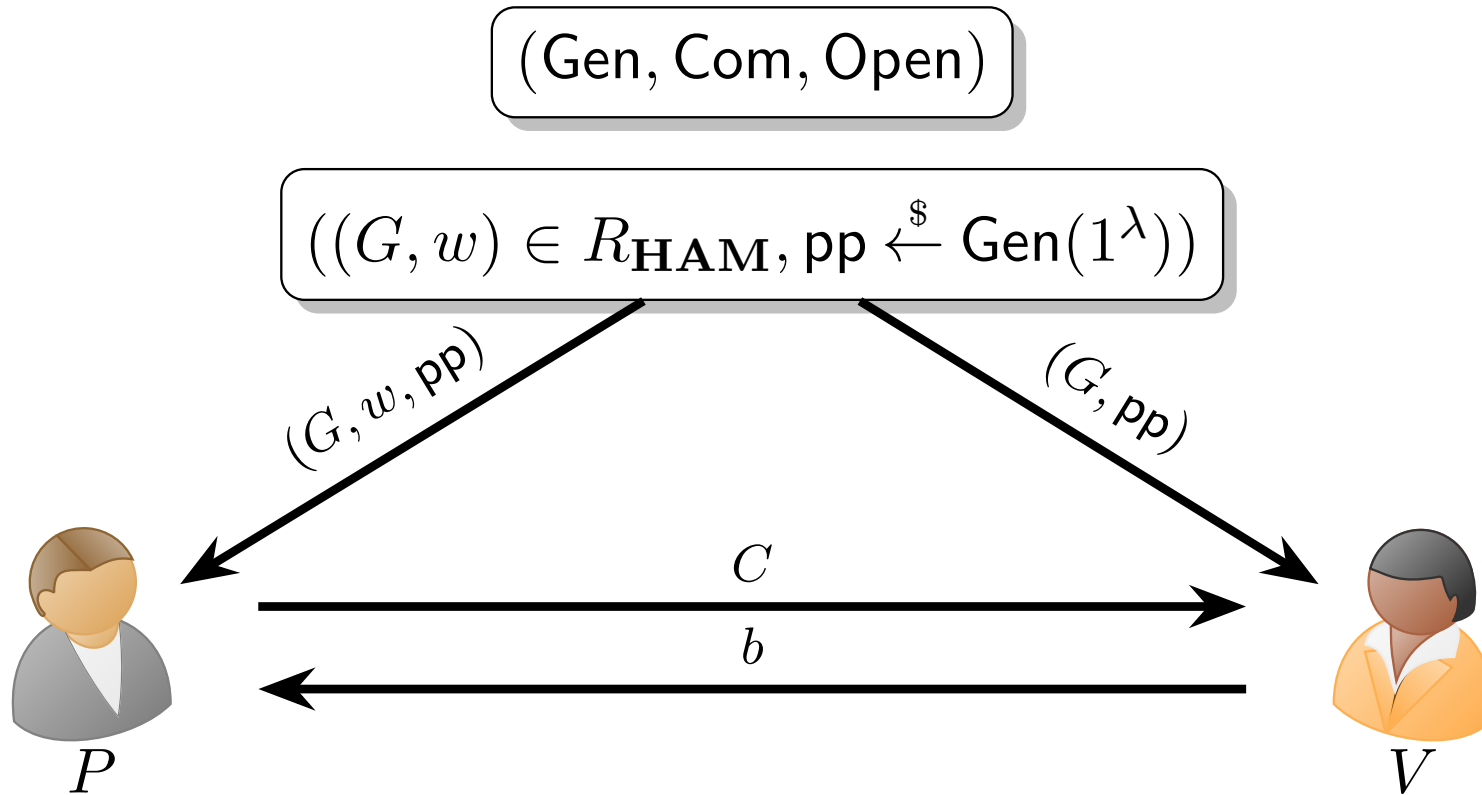 (Gen, Com, Open)
((G, w) ∈ R_HAM, pp ←$ Gen(1^λ))
(G, w, pp)
(G, pp)
C
b
P
V